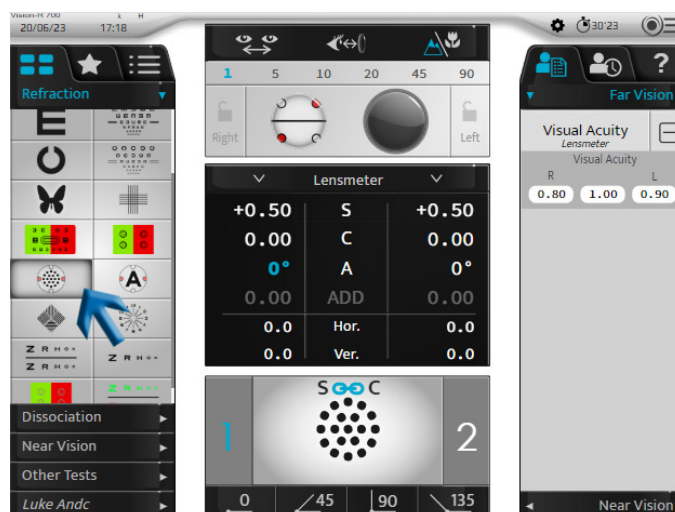 Vision-R 700
20/06/23 17:18
30'23
Refraction
Far Vision
1 5 10 20 45 90
Right Left
Visual Acuity
Lensmeter
Visual Acuity
R L
0.80 1.00 0.90
Lensmeter
+0.50 S +0.50
0.00 C 0.00
0° A 0°
0.00 ADD 0.00
0.0 Hor. 0.0
0.0 Ver. 0.0
E
A
Z R H
Z R H
Z R H
S C
1 2
0 45 90 135
Dissociation
Near Vision
Other Tests
Luke Andc
Near Vision